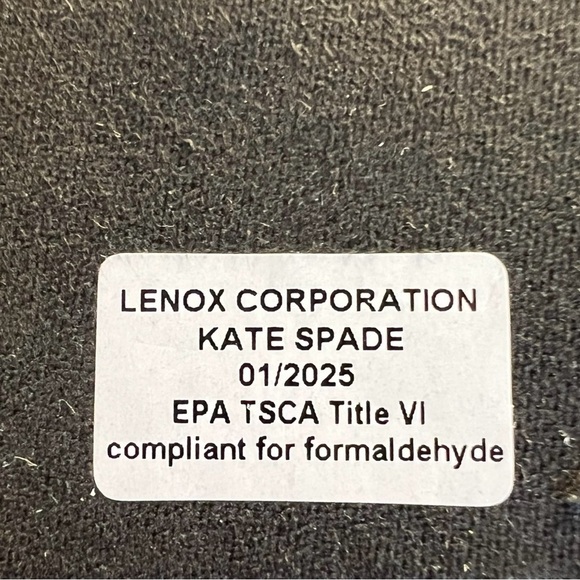 LENOX CORPORATION
KATE SPADE
01/2025
EPA TSCA Title VI
compliant for formaldehyde